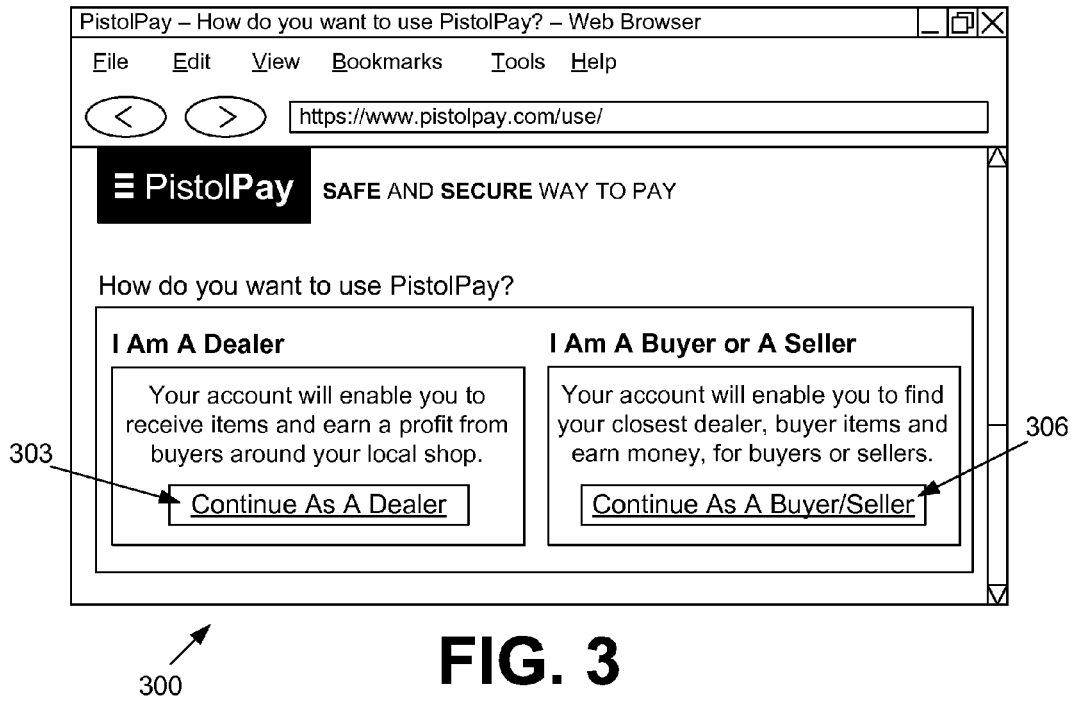 PistolPay – How do you want to use PistolPay? – Web Browser
File Edit View Bookmarks Tools Help
< >
https://www.pistolpay.com/use/
PistolPay SAFE AND SECURE WAY TO PAY
How do you want to use PistolPay?
I Am A Dealer
Your account will enable you to
receive items and earn a profit from
buyers around your local shop.
303
Continue As A Dealer
I Am A Buyer or A Seller
Your account will enable you to find
your closest dealer, buyer items and
earn money, for buyers or sellers.
306
Continue As A Buyer/Seller
300
FIG. 3